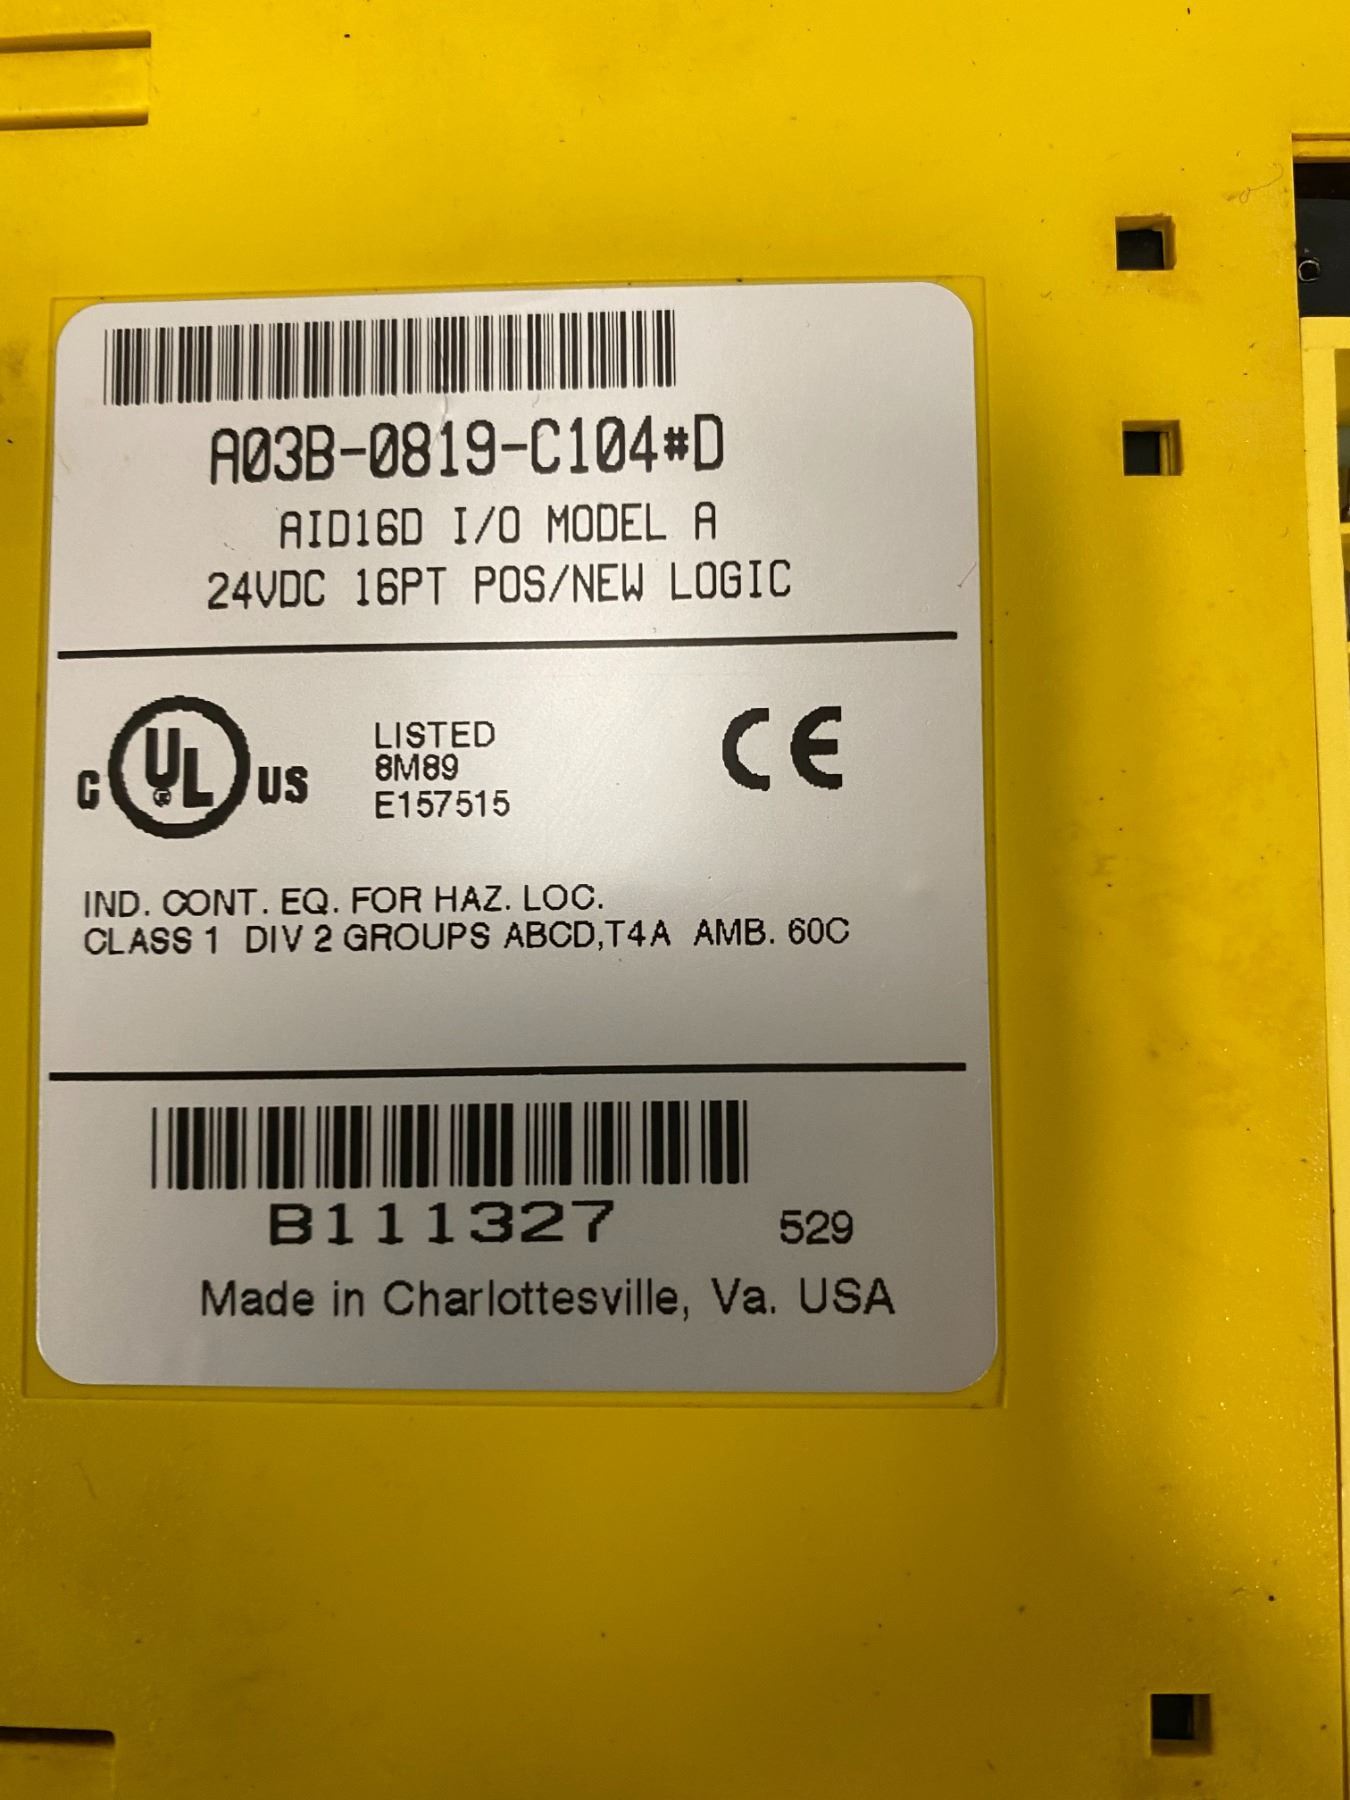 A03B-0819-C104#D
AID16D I/O MODEL A
24VDC 16PT POS/NEW LOGIC
C UL® US
LISTED
8M89
E157515
CE
IND. CONT. EQ. FOR HAZ. LOC.
CLASS 1 DIV 2 GROUPS ABCD,T4A AMB. 60C
B111327 529
Made in Charlottesville, Va. USA